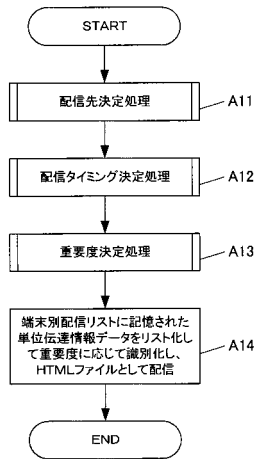 START
配信先決定処理
A11
配信タイミング決定処理
A12
重要度決定処理
A13
端末別配信リストに記憶された
単位伝達情報データをリスト化し
て重要度に応じて識別化し、
HTMLファイルとして配信
A14
END